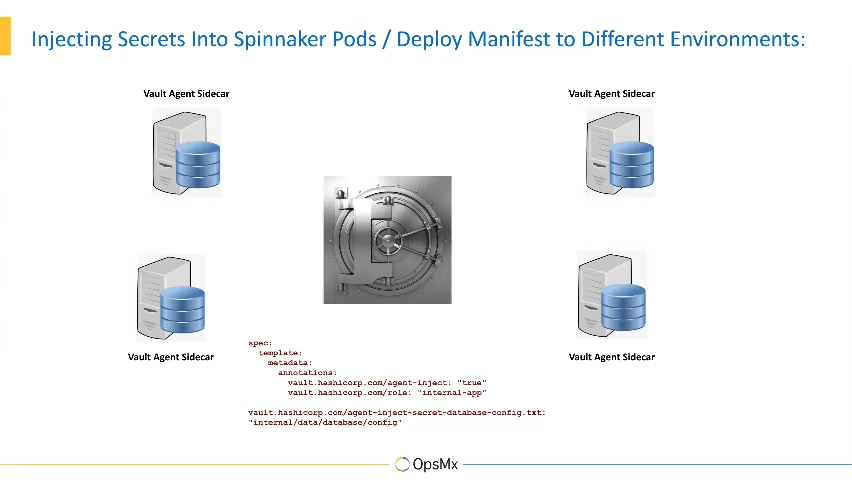 Injecting Secrets Into Spinnaker Pods / Deploy Manifest to Different Environments:
Vault Agent Sidecar
Vault Agent Sidecar
Vault Agent Sidecar
Vault Agent Sidecar
spec:
template:
metadata:
annotations:
vault.hashicorp.com/agent-inject: "true"
vault.hashicorp.com/role: "internal-app"
vault.hashicorp.com/agent-inject-secret-database-config.txt:
"internal/data/database/config"
OpsMx